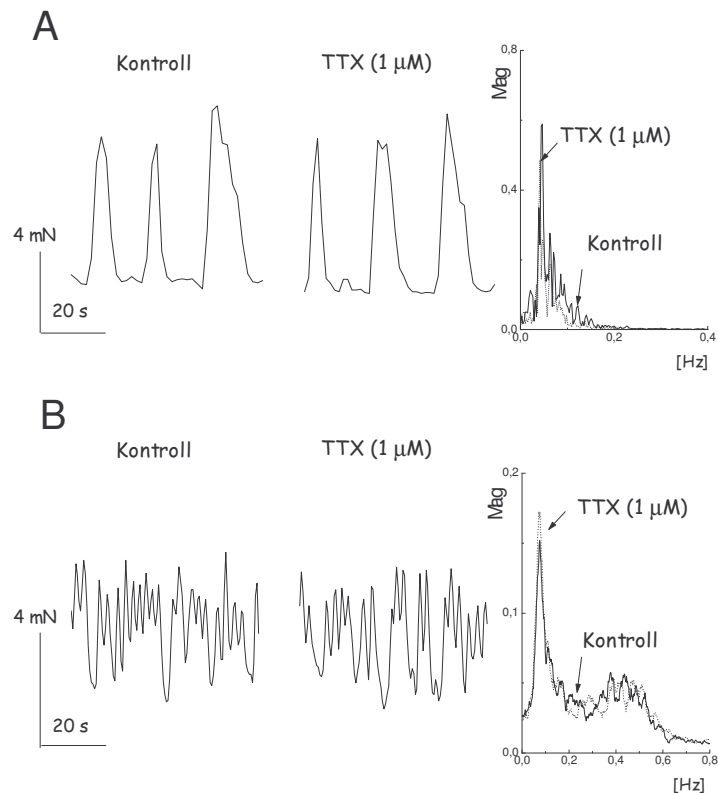 A
Kontroll
TTX (1 μM)
4 mN
20 s
Mag
0,8
0,4
0,0
TTX (1 μM)
Kontroll
0,0
0,2
0,4
[Hz]
B
Kontroll
TTX (1 μM)
4 mN
20 s
Mag
0,2
0,1
0,0
TTX (1 μM)
Kontroll
0,0
0,2
0,4
0,6
0,8
[Hz]